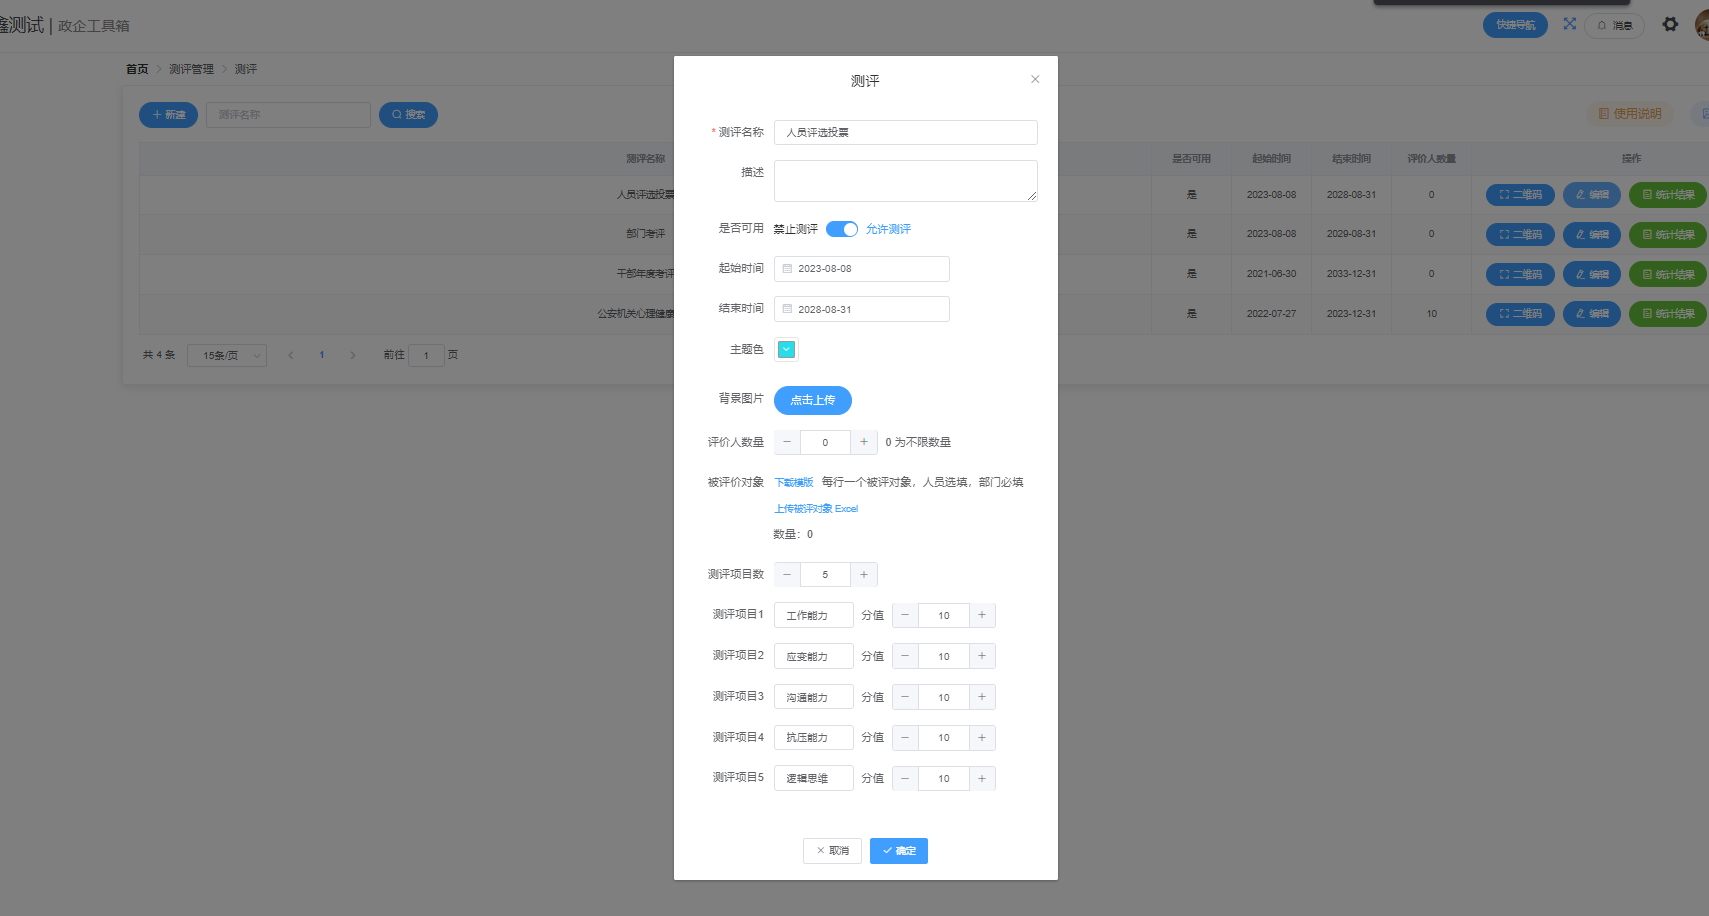 鑫测试 | 政企工具箱
快捷导航
消息
首页 > 测评管理 > 测评
+ 新建
测评名称
搜索
使用说明
测评名称 是否可用 起始时间 结束时间 评价人数量 操作
人员评选投票 是 2023-08-08 2028-08-31 0 二维码 编辑 统计结果
部门考评 是 2023-08-08 2029-08-31 0 二维码 编辑 统计结果
干部年度考评 是 2021-06-30 2033-12-31 0 二维码 编辑 统计结果
公安机关心理健康 是 2022-07-27 2023-12-31 10 二维码 编辑 统计结果
共 4 条 15条/页 < 1 > 前往 1 页
测评 ×
* 测评名称 人员评选投票
描述
是否可用 禁止测评 允许测评
起始时间 2023-08-08
结束时间 2028-08-31
主题色
背景图片 点击上传
评价人数量 − 0 + 0 为不限数量
被评价对象 下载模版 每行一个被评对象，人员选填，部门必填
上传被评对象 Excel
数量：0
测评项目数 − 5 +
测评项目1 工作能力 分值 − 10 +
测评项目2 应变能力 分值 − 10 +
测评项目3 沟通能力 分值 − 10 +
测评项目4 抗压能力 分值 − 10 +
测评项目5 逻辑思维 分值 − 10 +
× 取消
✓ 确定